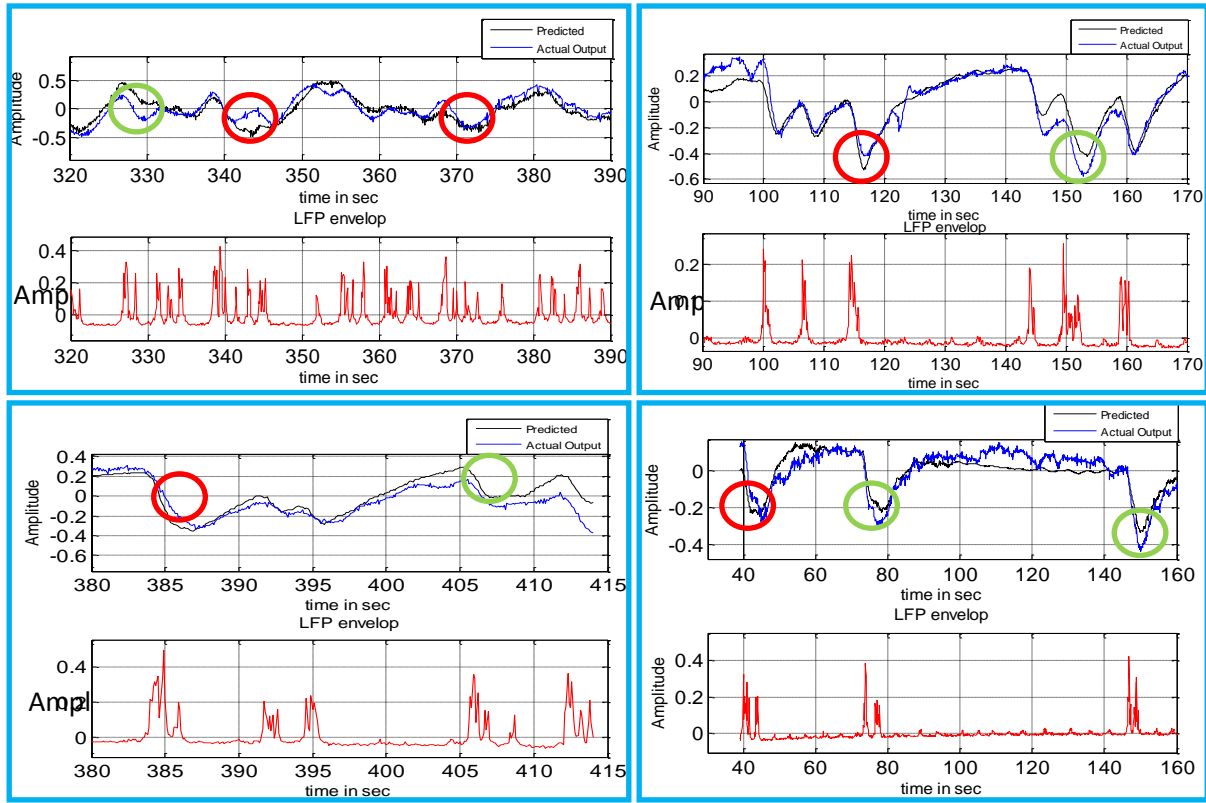 Predicted
Actual Output
Amplitude
0.5
0
-0.5
320 330 340 350 360 370 380 390
time in sec
LFP envelop
Amp
0.4
0.2
0
320 330 340 350 360 370 380 390
time in sec
Predicted
Actual Output
Amplitude
0.2
0
-0.2
-0.4
-0.6
90 100 110 120 130 140 150 160 170
time in sec
LFP envelop
Amp
0.2
0.1
0
90 100 110 120 130 140 150 160 170
time in sec
Predicted
Actual Output
Amplitude
0.4
0.2
0
-0.2
-0.4
-0.6
380 385 390 395 400 405 410 415
time in sec
LFP envelop
Ampl
0.4
0.2
0
380 385 390 395 400 405 410 415
time in sec
Predicted
Actual Output
Amplitude
0
-0.2
-0.4
40 60 80 100 120 140 160
time in sec
LFP envelop
Amplitude
0.4
0.2
0
40 60 80 100 120 140 160
time in sec